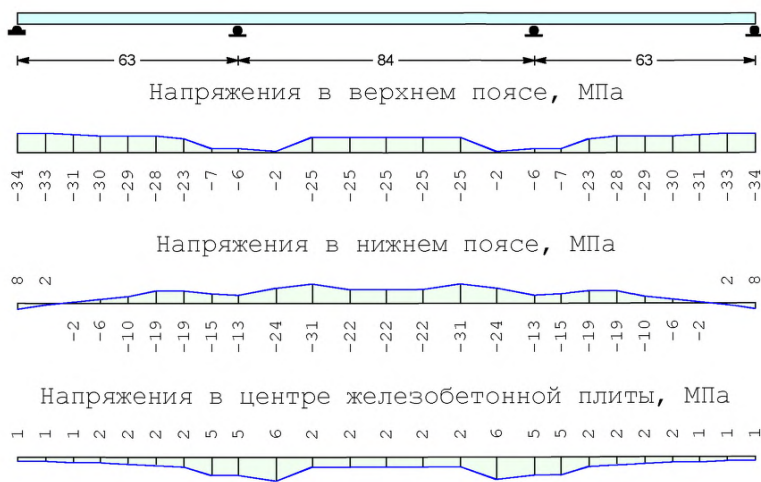 63 84 63
Напряжения в верхнем поясе, МПа
-34 -33 -31 -30 -29 -28 -23 -7 -6 -2 -25 -25 -25 -25 -25 -2 -6 -7 -23 -28 -29 -30 -31 -33 -34
Напряжения в нижнем поясе, МПа
8 2 2 8
-2 -6 -10 -19 -19 -15 -13 -24 -31 -22 -22 -22 -31 -24 -13 -15 -19 -19 -10 -6 -2
Напряжения в центре железобетонной плиты, МПа
1 1 1 2 2 2 2 5 5 6 2 2 2 2 2 6 5 5 2 2 2 2 1 1 1